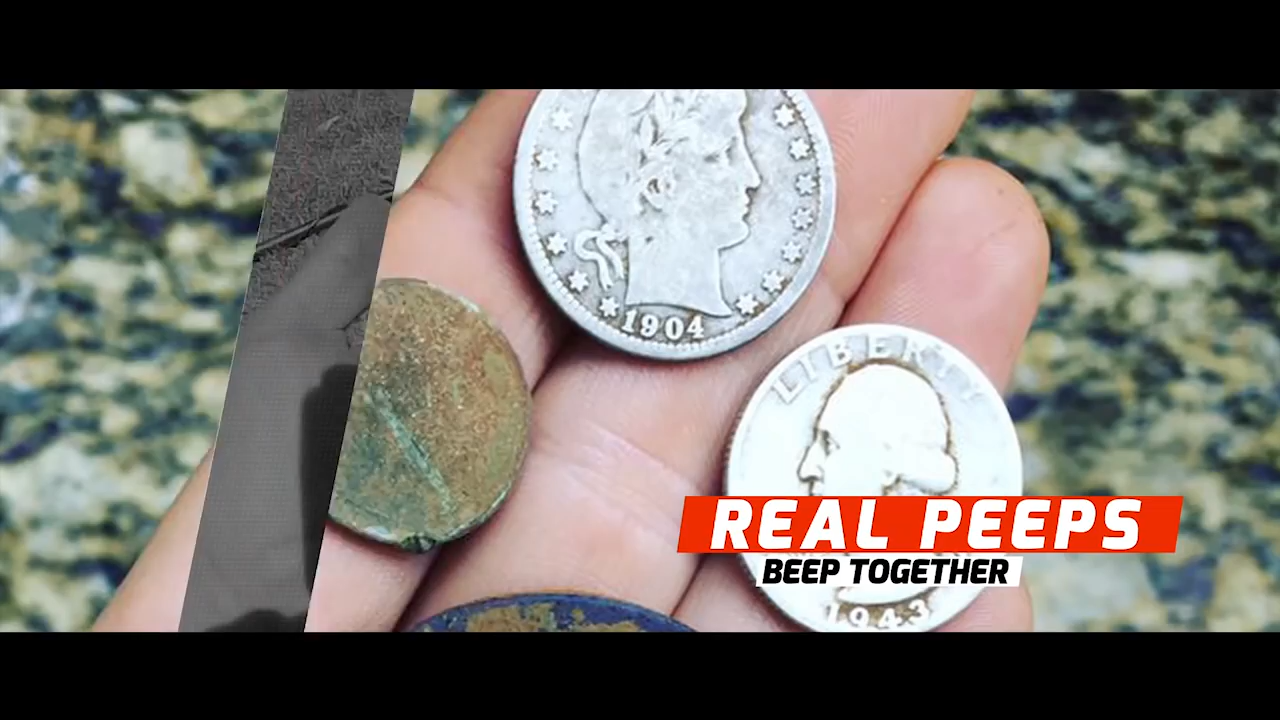 1904
LIBERTY
REAL PEEPS
BEEP TOGETHER
1943